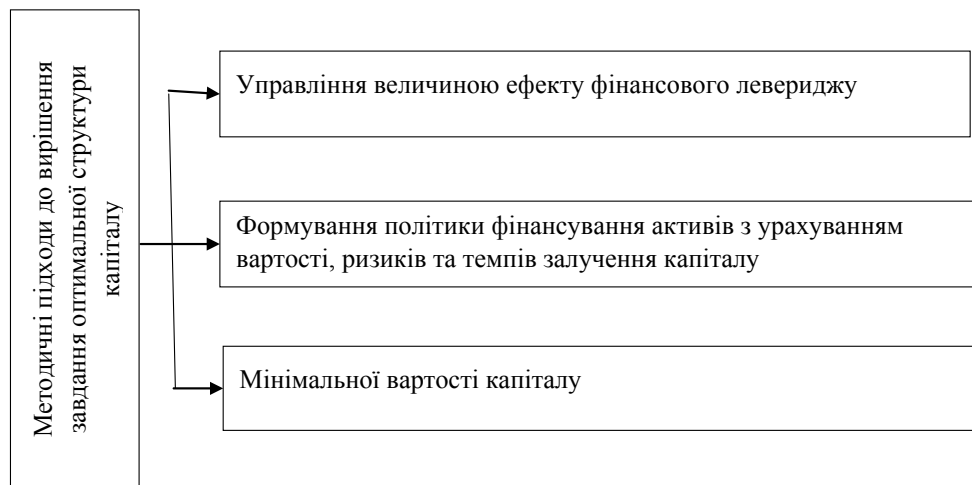 Методичні підходи до вирішення
завдання оптимальної структури
капіталу
Управління величиною ефекту фінансового левериджу
Формування політики фінансування активів з урахуванням
вартості, ризиків та темпів залучення капіталу
Мінімальної вартості капіталу